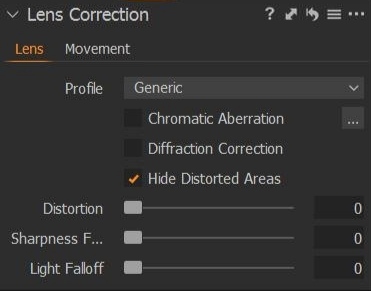 Lens Correction ? ...
Lens Movement
Profile Generic
Chromatic Aberration ...
Diffraction Correction
Hide Distorted Areas
Distortion 0
Sharpness F... 0
Light Falloff 0